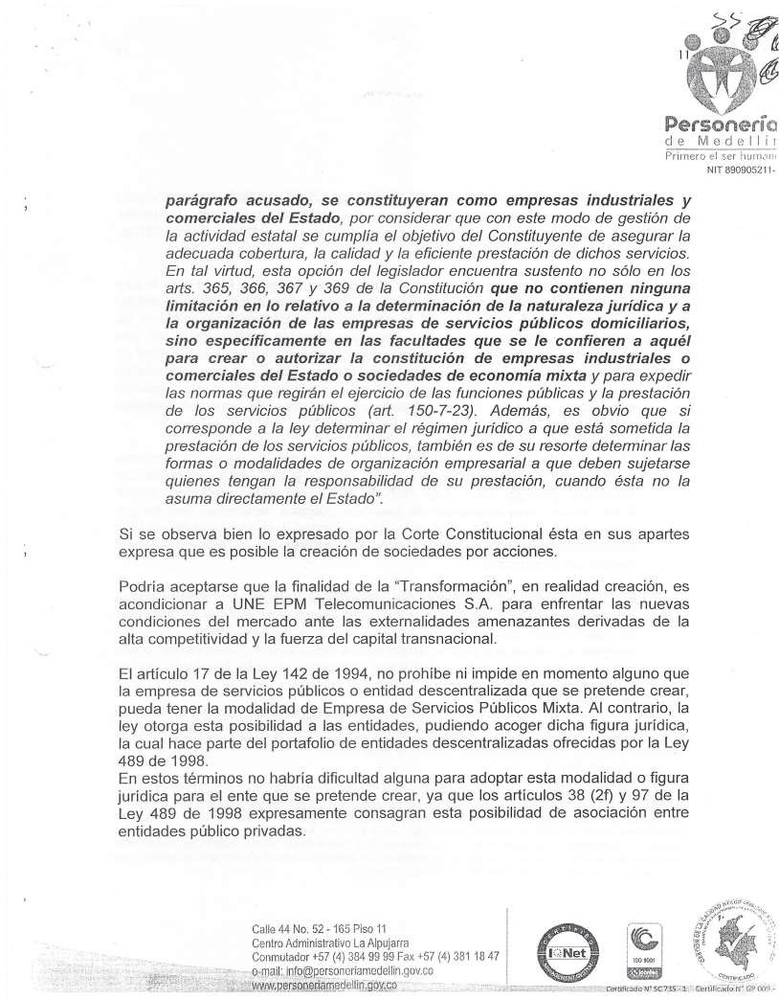 55
11
Personería
de Medellín
Primero el ser humano
NIT 890905211-
parágrafo acusado, se constituyeran como empresas industriales y
comerciales del Estado, por considerar que con este modo de gestión de
la actividad estatal se cumplía el objetivo del Constituyente de asegurar la
adecuada cobertura, la calidad y la eficiente prestación de dichos servicios.
En tal virtud, esta opción del legislador encuentra sustento no sólo en los
arts. 365, 366, 367 y 369 de la Constitución que no contienen ninguna
limitación en lo relativo a la determinación de la naturaleza jurídica y a
la organización de las empresas de servicios públicos domiciliarios,
sino específicamente en las facultades que se le confieren a aquél
para crear o autorizar la constitución de empresas industriales o
comerciales del Estado o sociedades de economía mixta y para expedir
las normas que regirán el ejercicio de las funciones públicas y la prestación
de los servicios públicos (art. 150-7-23). Además, es obvio que si
corresponde a la ley determinar el régimen jurídico a que está sometida la
prestación de los servicios públicos, también es de su resorte determinar las
formas o modalidades de organización empresarial a que deben sujetarse
quienes tengan la responsabilidad de su prestación, cuando ésta no la
asuma directamente el Estado".
Si se observa bien lo expresado por la Corte Constitucional ésta en sus apartes
expresa que es posible la creación de sociedades por acciones.
Podría aceptarse que la finalidad de la "Transformación", en realidad creación, es
acondicionar a UNE EPM Telecomunicaciones S.A. para enfrentar las nuevas
condiciones del mercado ante las externalidades amenazantes derivadas de la
alta competitividad y la fuerza del capital transnacional.
El artículo 17 de la Ley 142 de 1994, no prohíbe ni impide en momento alguno que
la empresa de servicios públicos o entidad descentralizada que se pretende crear,
pueda tener la modalidad de Empresa de Servicios Públicos Mixta. Al contrario, la
ley otorga esta posibilidad a las entidades, pudiendo acoger dicha figura jurídica,
la cual hace parte del portafolio de entidades descentralizadas ofrecidas por la Ley
489 de 1998.
En estos términos no habría dificultad alguna para adoptar esta modalidad o figura
jurídica para el ente que se pretende crear, ya que los artículos 38 (2f) y 97 de la
Ley 489 de 1998 expresamente consagran esta posibilidad de asociación entre
entidades público privadas.
Calle 44 No. 52 - 165 Piso 11
Centro Administrativo La Alpujarra
Conmutador +57 (4) 384 99 99 Fax +57 (4) 381 18 47
e-mail: info@personeriamedellin.gov.co
www.personeriamedellin.gov.co
CERTIFIED
IQNet
MANAGEMENT SYSTEM
ISO 9001
icontec
Certificado N° SC 735 - 1
GESTIÓN DE LA CALIDAD
CERTIFICADO
Certificado N° GP 009 -